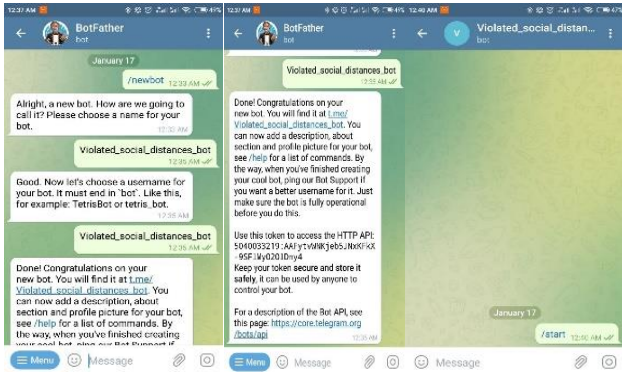 12:37 AM
BotFather
bot
January 17
/newbot 12:33 AM
Alright, a new bot. How are we going
to call it? Please choose a name for your
bot.
Violated_social_distances_bot
12:35 AM
Good. Now let's choose a username for
your bot. It must end in `bot`. Like this,
for example: TetrisBot or tetris_bot.
12:35 AM
Violated_social_distances_bot
12:35 AM
Done! Congratulations on your
new bot. You will find it at t.me/
Violated_social_distances_bot. You
can now add a description, about
section and profile picture for your bot,
see /help for a list of commands. By
the way, when you've finished creating
your cool bot, ping our Bot Support if
Menu
Message
12:37 AM
BotFather
bot
Violated_social_distances_bot
12:35 AM
Done! Congratulations on your
new bot. You will find it at t.me/
Violated_social_distances_bot. You
can now add a description, about
section and profile picture for your bot,
see /help for a list of commands. By
the way, when you've finished creating
your cool bot, ping our Bot Support if
you want a better username for it. Just
make sure the bot is fully operational
before you do this.
Use this token to access the HTTP API:
Keep your token secure and store it
safely, it can be used by anyone to
control your bot.
For a description of the Bot API, see
this page: https://core.telegram.org
/bots/api
12:35 AM
Menu
Message
12:40 AM
V
Violated_social_distan...
bot
January 17
/start 12:40 AM
Message